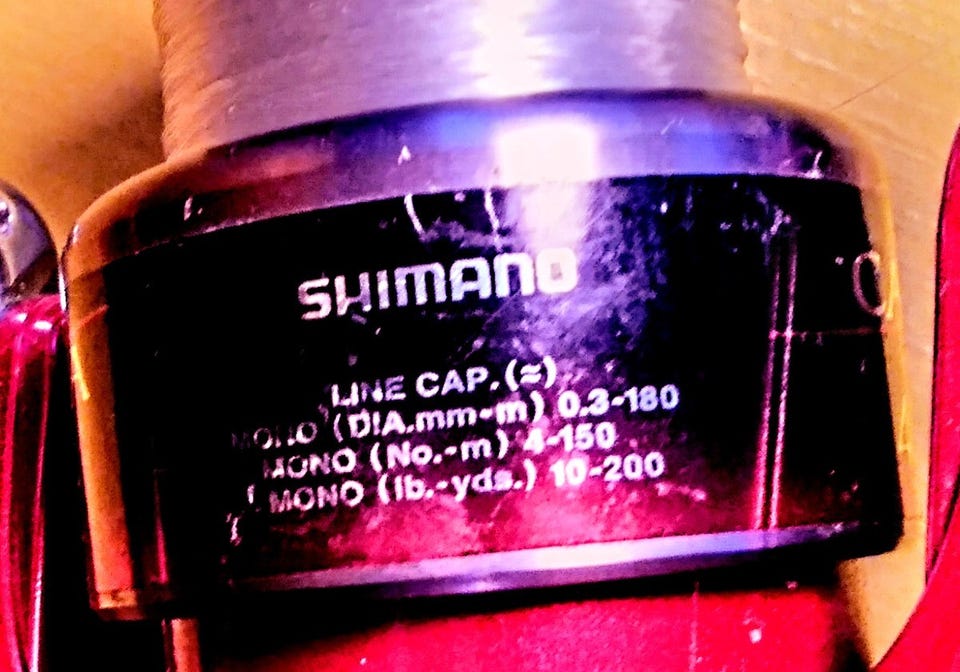 SHIMANO
LINE CAP.(≈)
MONO (DIA.mm-m) 0.3-180
MONO (No.-m) 4-150
MONO (lb.-yds.) 10-200